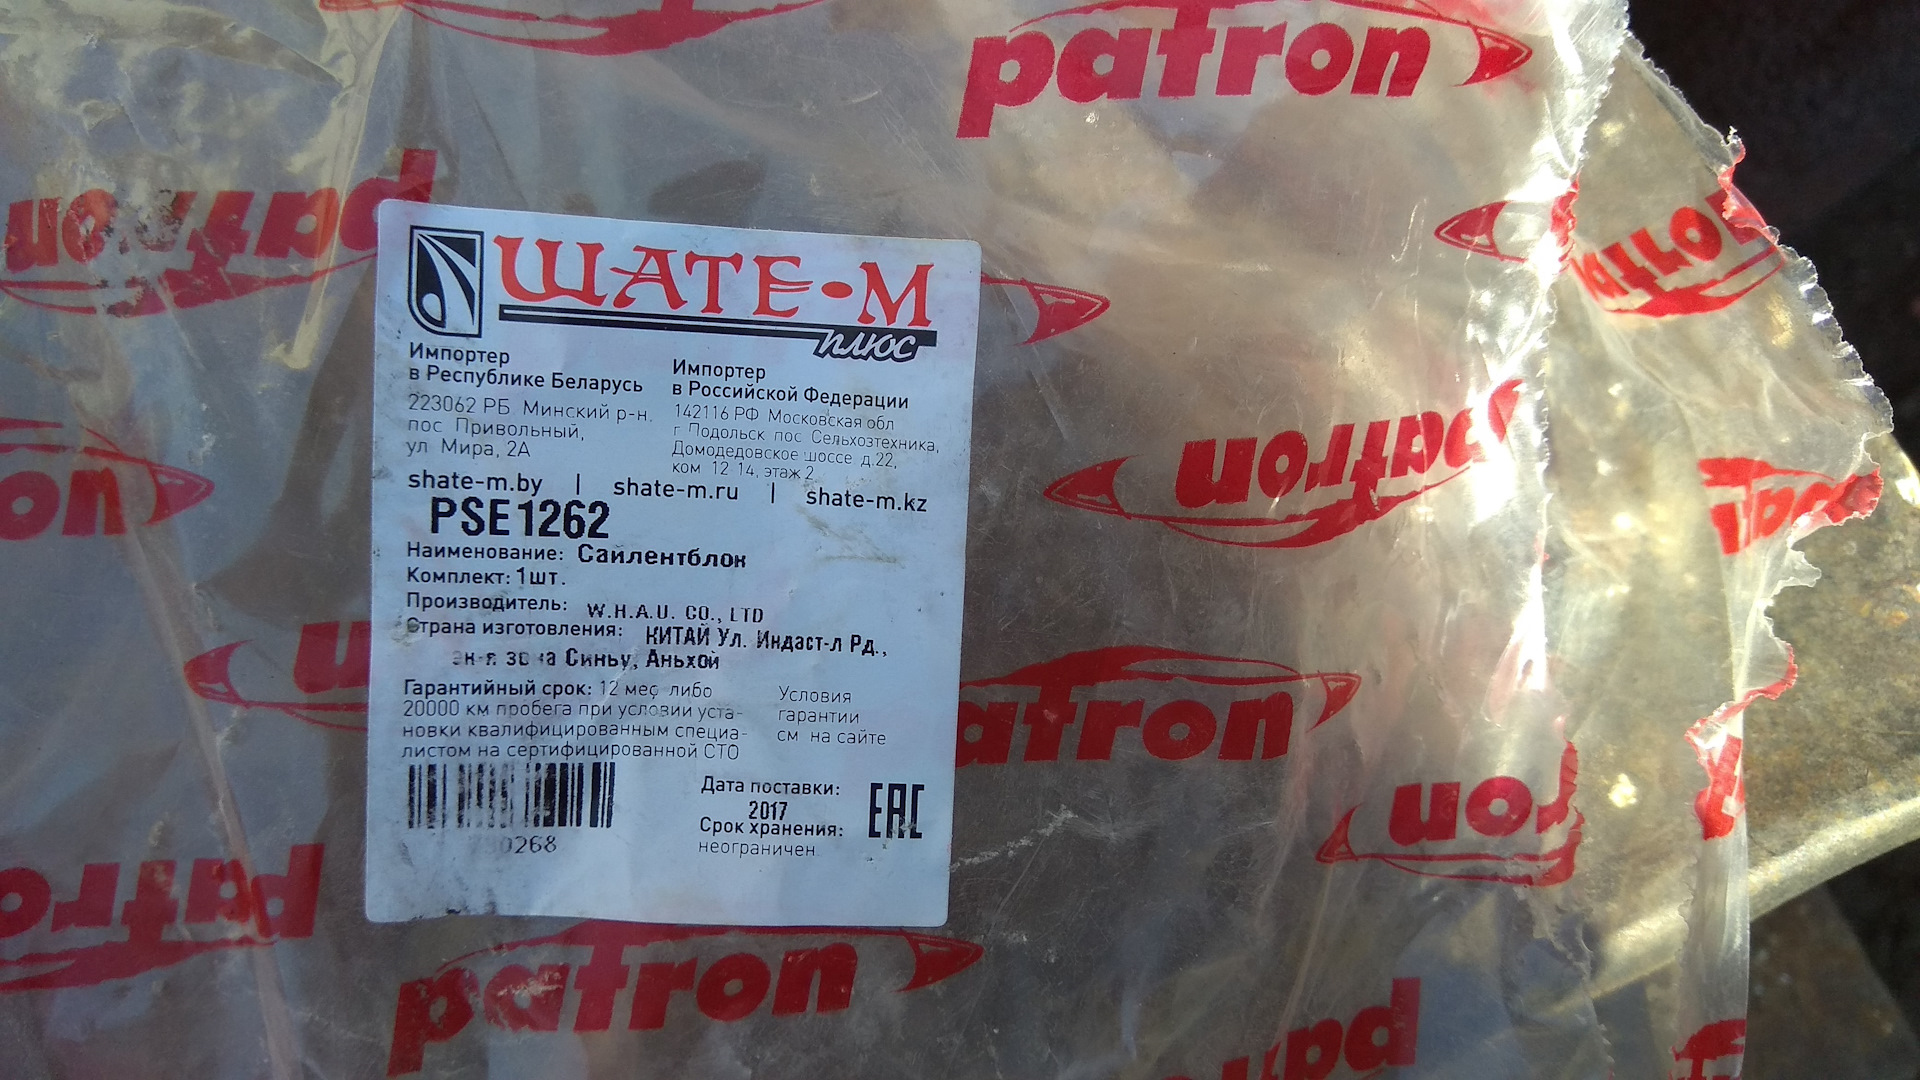 patron
patron
ШАТЕ-М
плюс
Импортер
в Республике Беларусь
223062 РБ Минский р-н.
пос Привольный,
ул Мира, 2А
Импортер
в Российской Федерации
142116 РФ Московская обл
г Подольск пос Сельхозтехника,
Домодедовское шоссе д.22,
ком 12 14, этаж 2
shate-m.by | shate-m.ru | shate-m.kz
PSE1262
Наименование: Сайлентблок
Комплект: 1шт.
Производитель: W.H.A.U. CO., LTD
Страна изготовления: КИТАЙ Ул. Индаст-л Рд.,
Синьу, Аньхой
Гарантийный срок: 12 мес либо
20000 км пробега при условии уста-
новки квалифицированным специа-
листом на сертифицированной СТО
Условия
гарантии
см на сайте
Дата поставки:
2017
Срок хранения:
неограничен
EAC
patron
patron
patron
patron